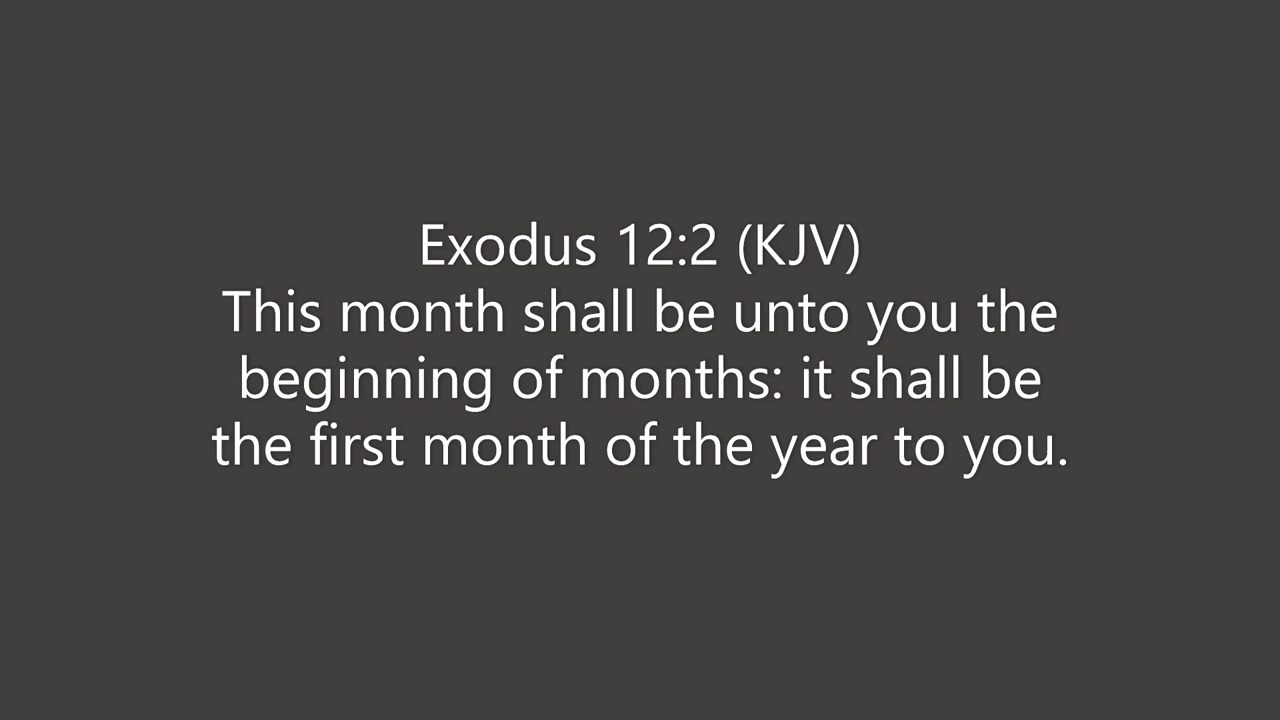 Exodus 12:2 (KJV)
This month shall be unto you the
beginning of months: it shall be
the first month of the year to you.